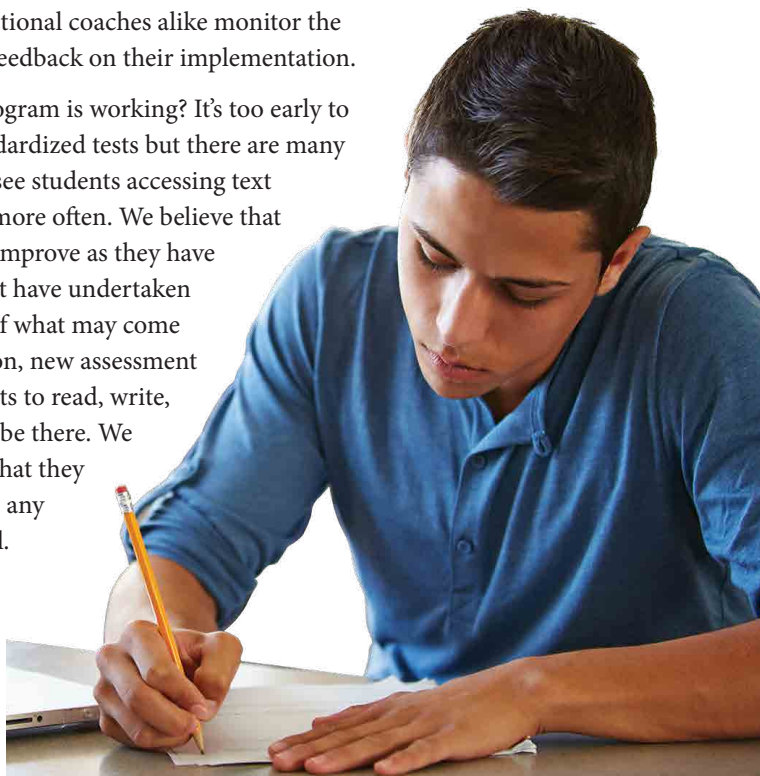 tional coaches alike monitor the
eedback on their implementation.
ogram is working? It’s too early to
dardized tests but there are many
see students accessing text
more often. We believe that
improve as they have
t have undertaken
f what may come
on, new assessment
ts to read, write,
be there. We
hat they
any
l.